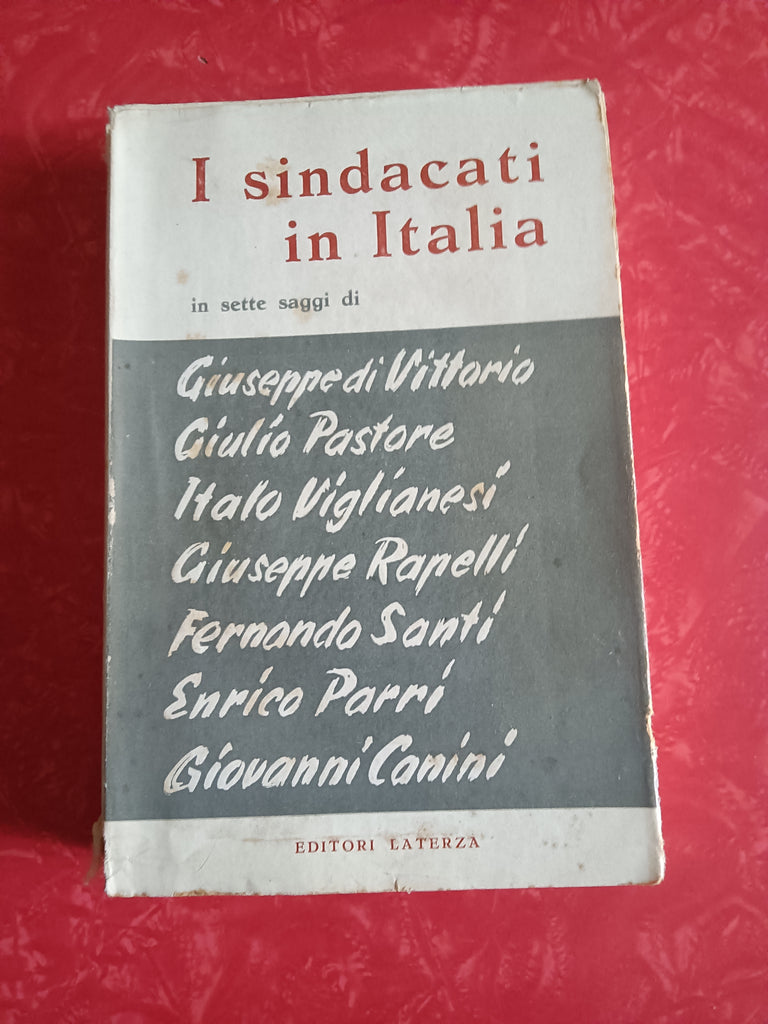 I sindacati
in Italia
in sette saggi di
Giuseppe di Vittorio
Giulio Pastore
Italo Viglianesi
Giuseppe Rapelli
Fernando Santi
Enrico Parri
Giovanni Canini
EDITORI LATERZA